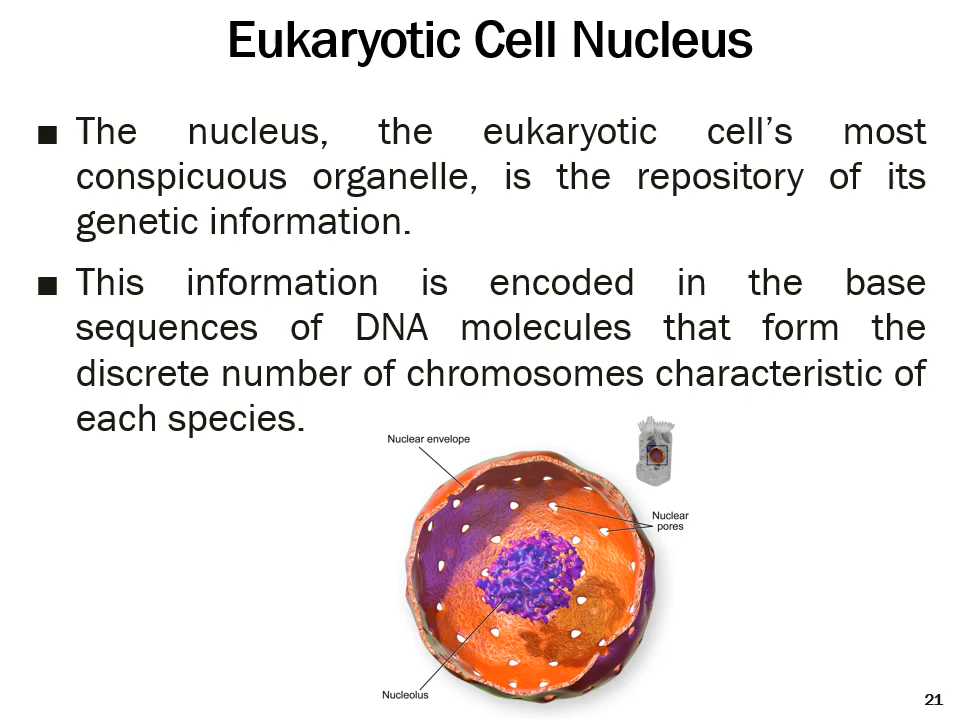 Eukaryotic Cell Nucleus
■ The nucleus, the eukaryotic cell’s most
conspicuous organelle, is the repository of its
genetic information.
■ This information is encoded in the base
sequences of DNA molecules that form the
discrete number of chromosomes characteristic of
each species.
Nuclear envelope
Nuclear
pores
Nucleolus
21